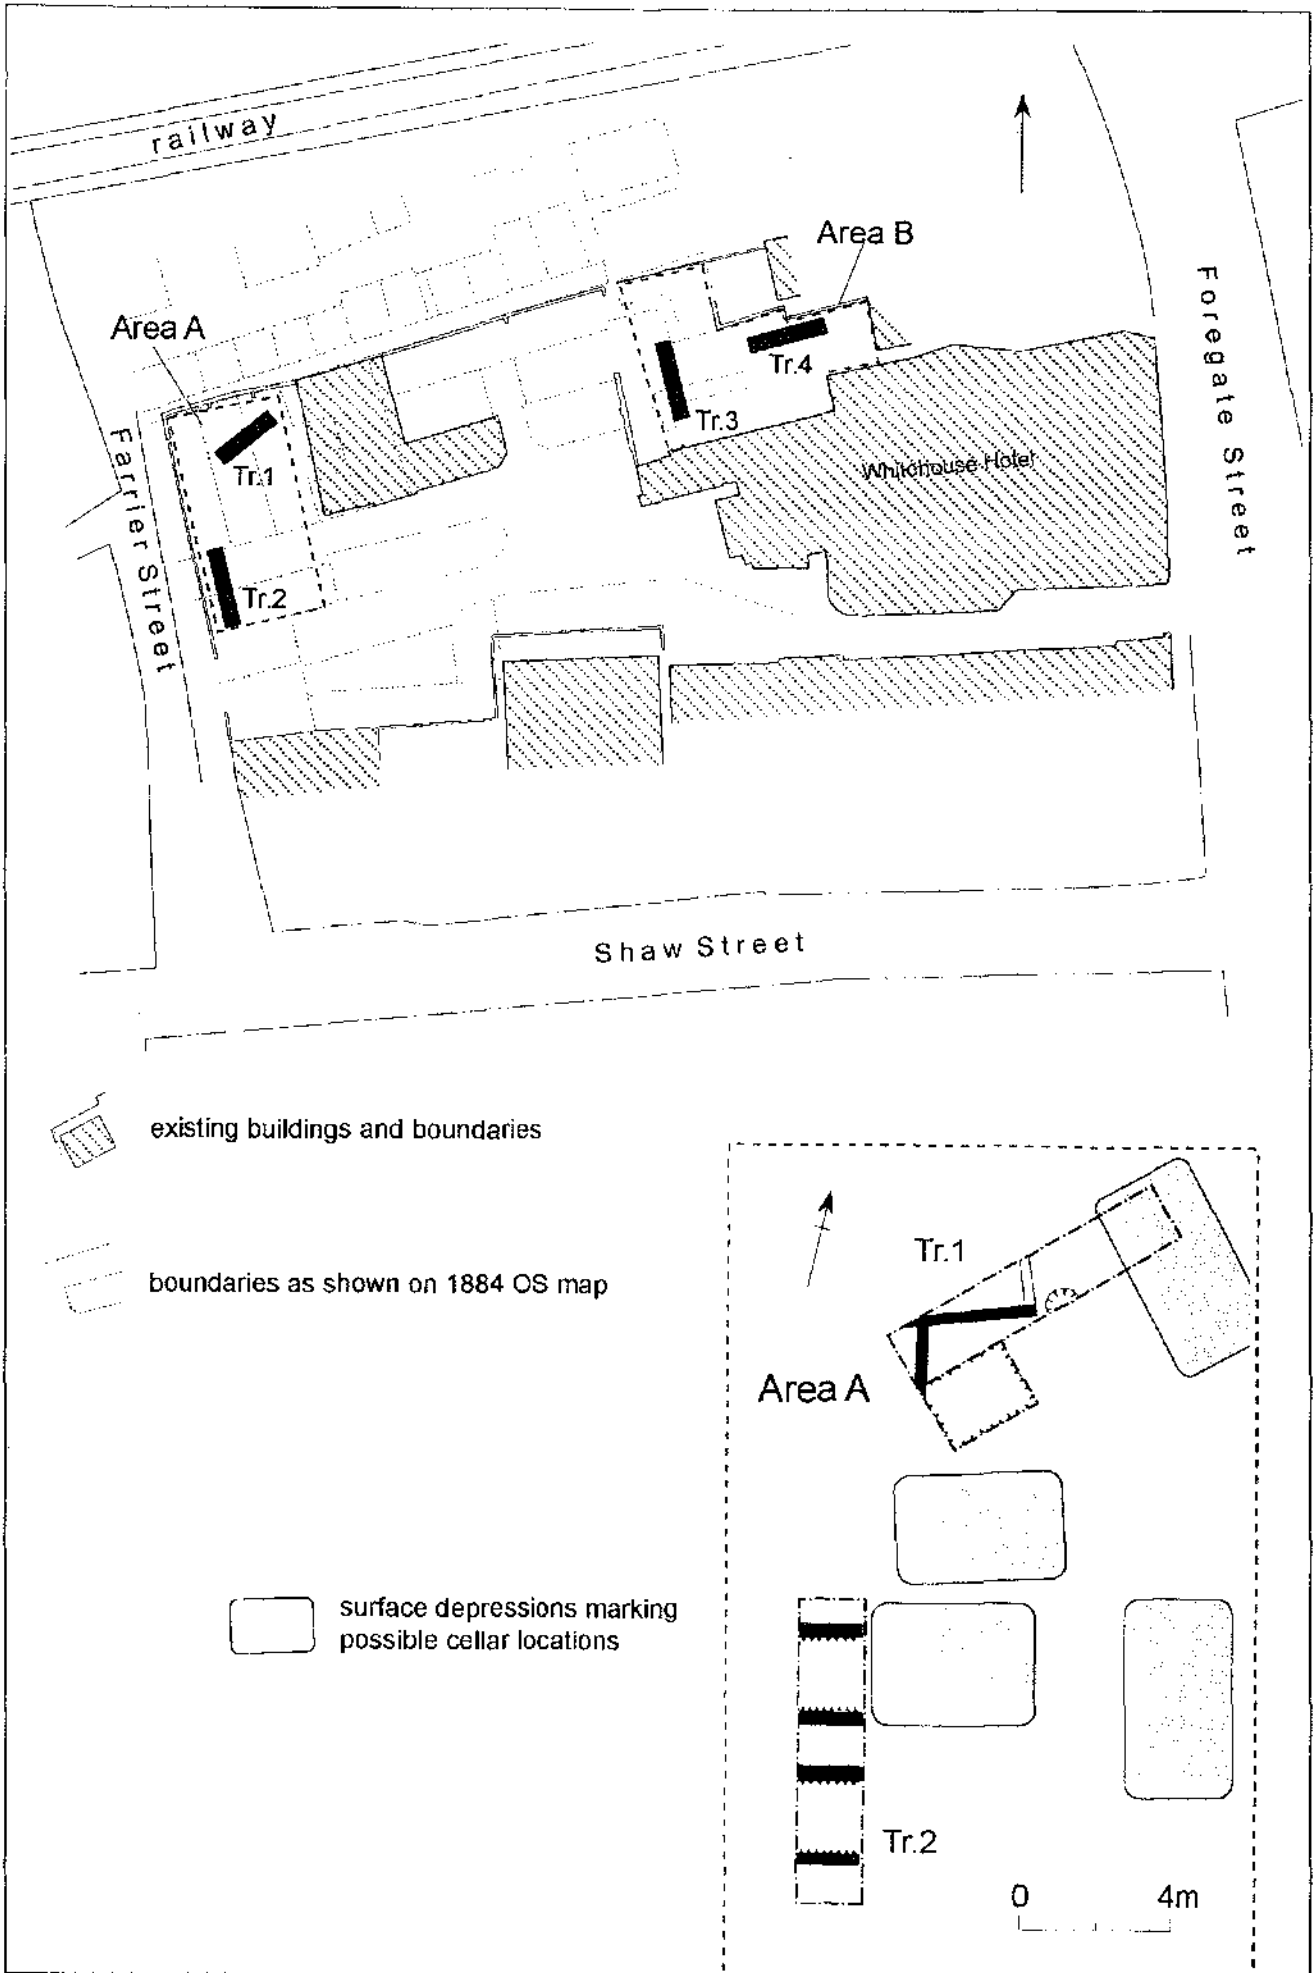 railway
Area B
Area A
Foregate Street
Tr.4
Tr.3
Farrier Street
Tr.1
Whitehouse Hotel
Tr.2
Shaw Street
existing buildings and boundaries
Tr.1
boundaries as shown on 1884 OS map
Area A
surface depressions marking
possible cellar locations
Tr.2
0 4m